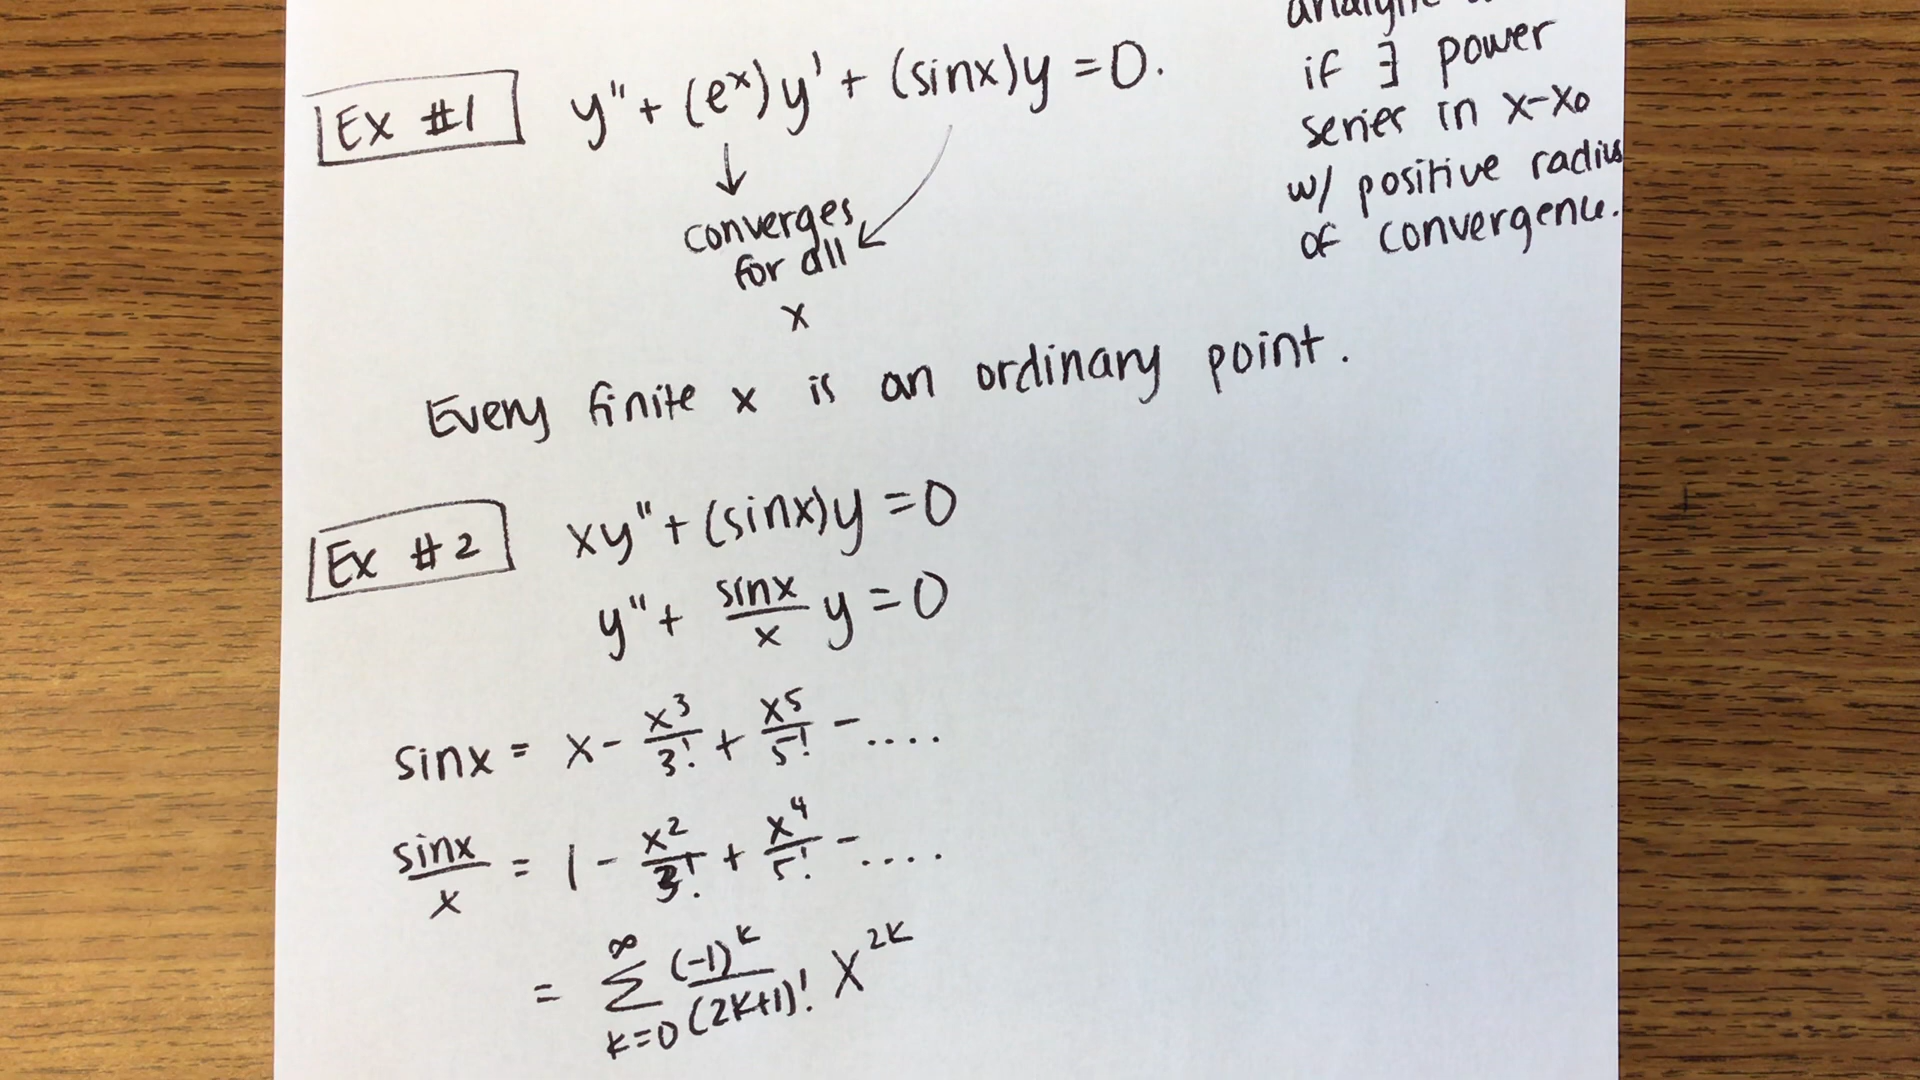 analytic
if ∃ power
series in x-x₀
w/ positive radius
of convergence.
Ex #1 y" + (eˣ)y' + (sinx)y = 0.
↓
converges
for all
x
Every finite x is an ordinary point.
Ex #2 xy" + (sinx)y = 0
y" + sinx/x y = 0
sinx = x - x³/3! + x⁵/5! - ....
sinx/x = 1 - x²/3! + x⁴/5! - ....
= ∞ Σ k=0 (-1)ᵏ/(2k+1)! x²ᵏ